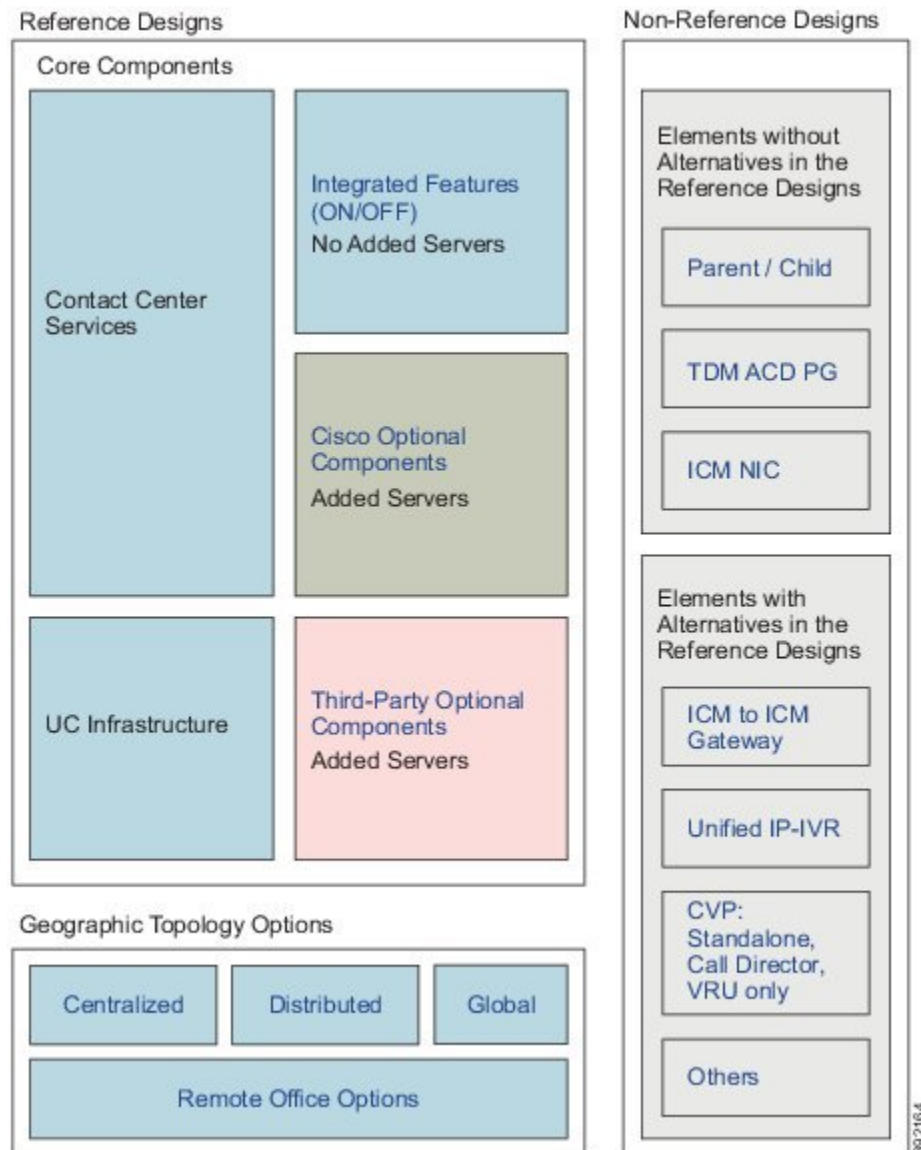 Reference Designs
Core Components
Contact Center
Services
Integrated Features
(ON/OFF)
No Added Servers
Cisco Optional
Components
Added Servers
UC Infrastructure
Third-Party Optional
Components
Added Servers
Geographic Topology Options
Centralized
Distributed
Global
Remote Office Options
Non-Reference Designs
Elements without
Alternatives in the
Reference Designs
Parent / Child
TDM ACD PG
ICM NIC
Elements with
Alternatives in the
Reference Designs
ICM to ICM
Gateway
Unified IP-IVR
CVP:
Standalone,
Call Director,
VRU only
Others